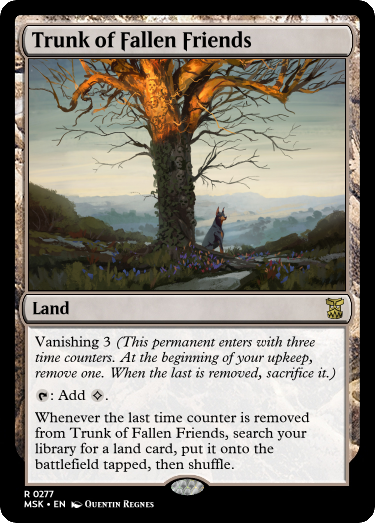 Trunk of Fallen Friends
Land
Vanishing 3 (This permanent enters with three
time counters. At the beginning of your upkeep,
remove one. When the last is removed, sacrifice it.)
: Add .
Whenever the last time counter is removed
from Trunk of Fallen Friends, search your
library for a land card, put it onto the
battlefield tapped, then shuffle.
R 0277
MSK • EN Quentin Regnes